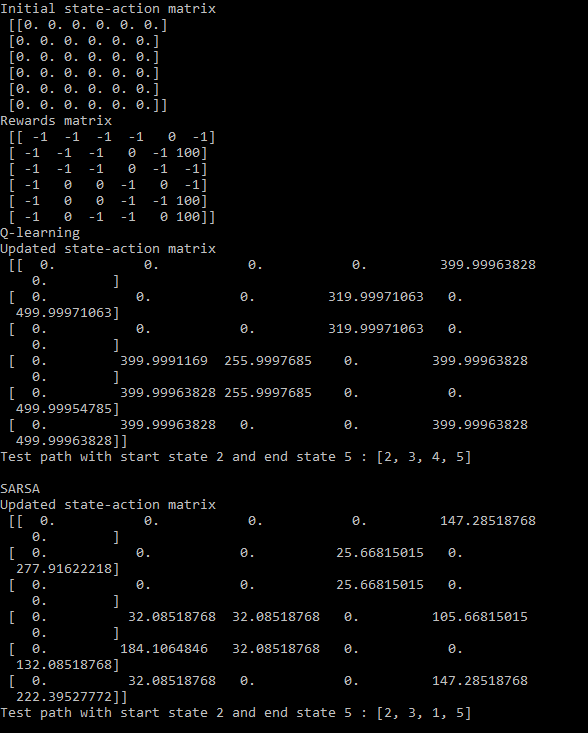 Initial state-action matrix
 [[0. 0. 0. 0. 0. 0.]
 [0. 0. 0. 0. 0. 0.]
 [0. 0. 0. 0. 0. 0.]
 [0. 0. 0. 0. 0. 0.]
 [0. 0. 0. 0. 0. 0.]
 [0. 0. 0. 0. 0. 0.]]
Rewards matrix
 [[ -1  -1  -1  -1   0  -1]
 [ -1  -1  -1   0  -1 100]
 [ -1  -1  -1   0  -1  -1]
 [ -1   0   0  -1   0  -1]
 [ -1   0   0  -1  -1 100]
 [ -1   0  -1  -1   0 100]]
Q-learning
Updated state-action matrix
 [[  0.           0.           0.           0.         399.99963828
    0.        ]
 [  0.           0.           0.         319.99971063   0.
  499.99971063]
 [  0.           0.           0.         319.99971063   0.
    0.        ]
 [  0.         399.9991169  255.9997685    0.         399.99963828
    0.        ]
 [  0.         399.99963828 255.9997685    0.           0.
  499.99954785]
 [  0.         399.99963828   0.           0.         399.99963828
  499.99963828]]
Test path with start state 2 and end state 5 : [2, 3, 4, 5]
SARSA
Updated state-action matrix
 [[  0.           0.           0.           0.         147.28518768
    0.        ]
 [  0.           0.           0.          25.66815015   0.
  277.91622218]
 [  0.           0.           0.          25.66815015   0.
    0.        ]
 [  0.          32.08518768  32.08518768   0.         105.66815015
    0.        ]
 [  0.         184.1064846   32.08518768   0.           0.
  132.08518768]
 [  0.          32.08518768   0.           0.         147.28518768
  222.39527772]]
Test path with start state 2 and end state 5 : [2, 3, 1, 5]